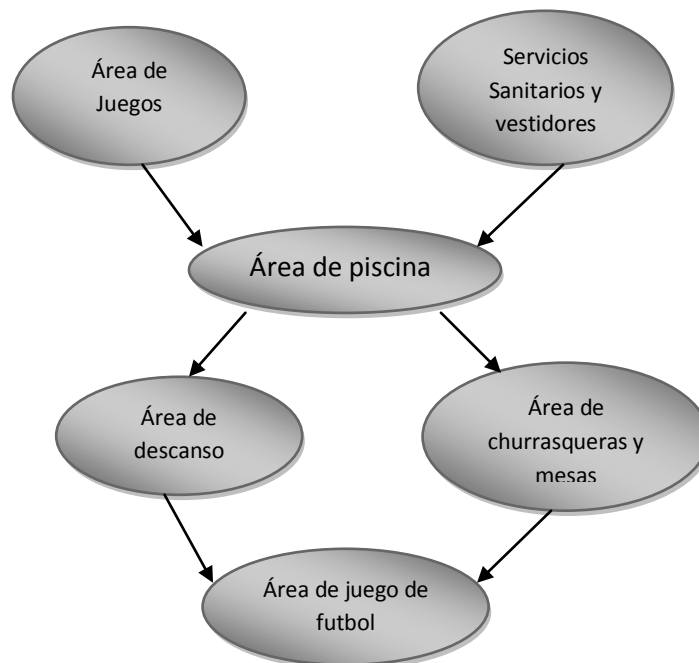 Área de
Juegos
Servicios
Sanitarios y
vestidores
Área de piscina
Área de
descanso
Área de
churrasqueras y
mesas
Área de juego de
futbol